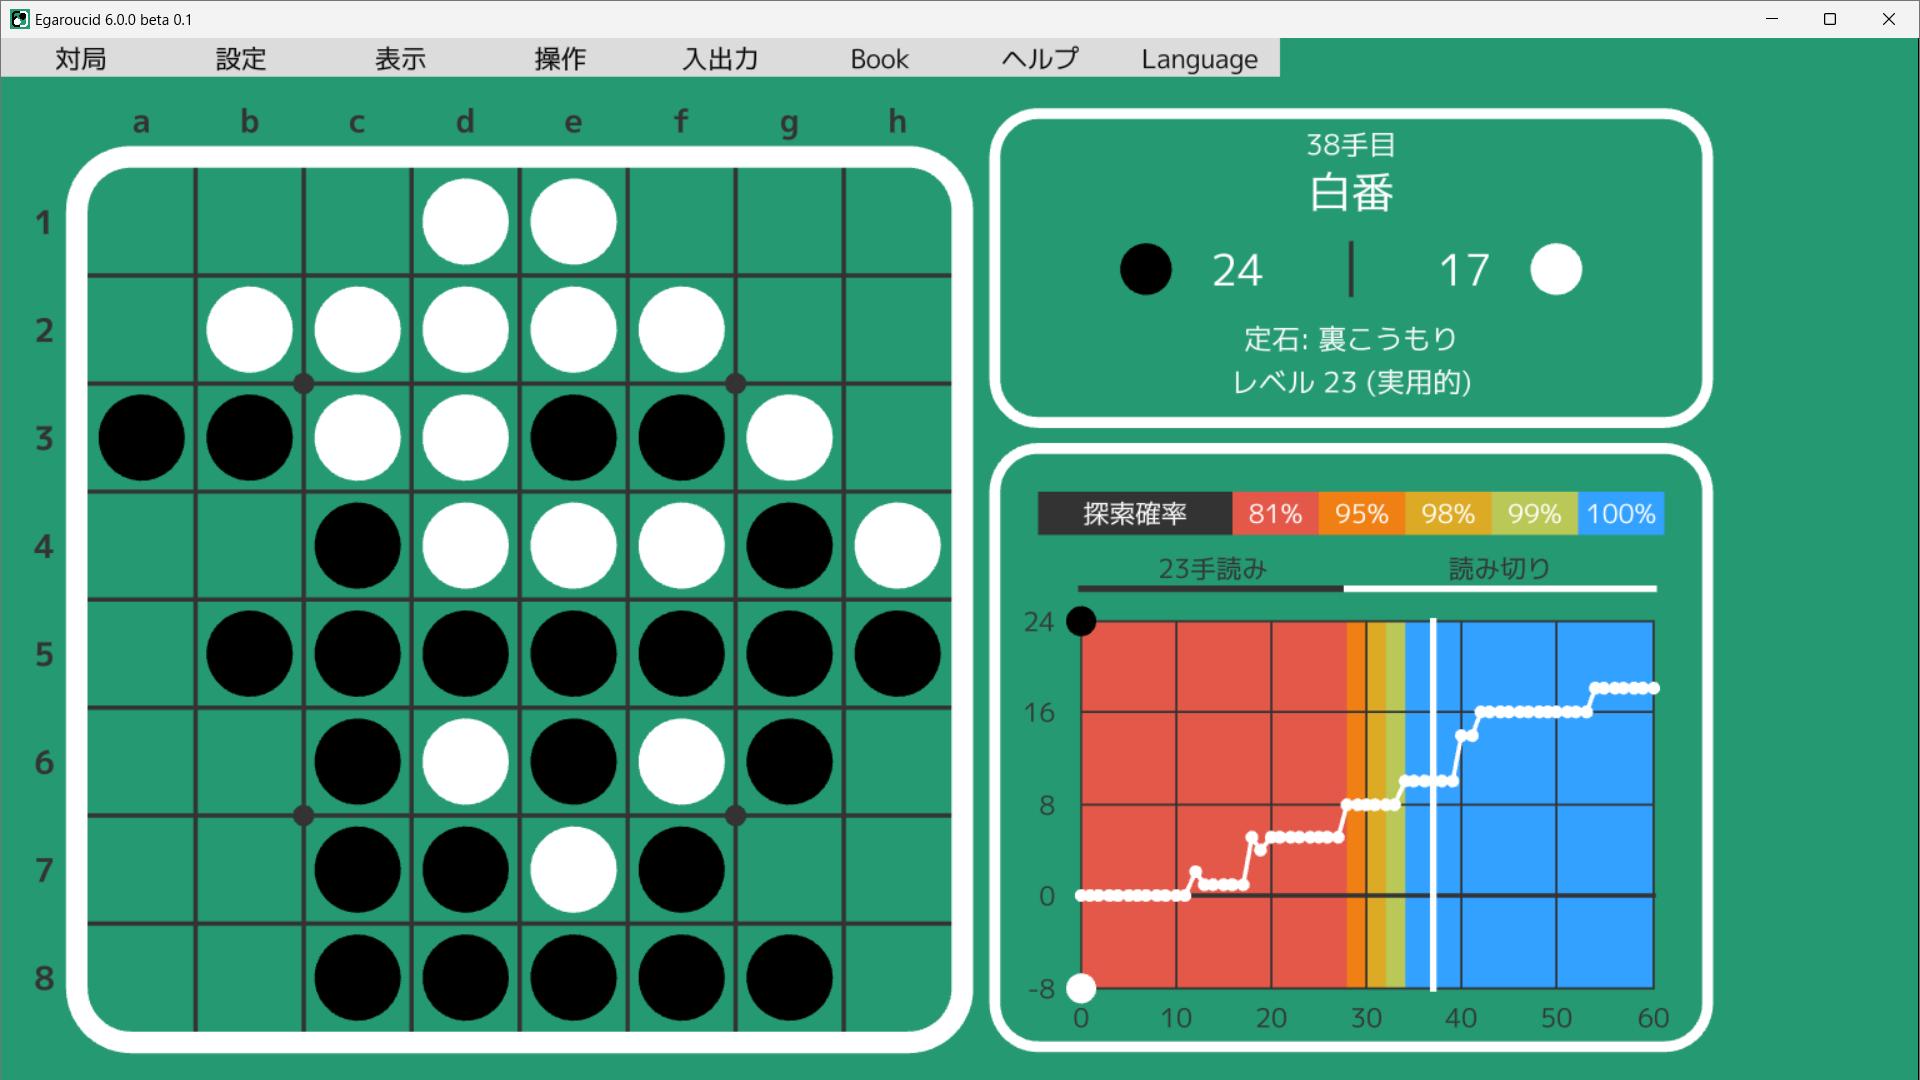 Egaroucid 6.0.0 beta 0.1
対局 設定 表示 操作 入出力 Book ヘルプ Language
a b c d e f g h
1
2
3
4
5
6
7
8
38手目
白番
24 17
定石: 裏こうもり
レベル 23 (実用的)
探索確率 81% 95% 98% 99% 100%
23手読み 読み切り
24
16
8
0
-8
0 10 20 30 40 50 60